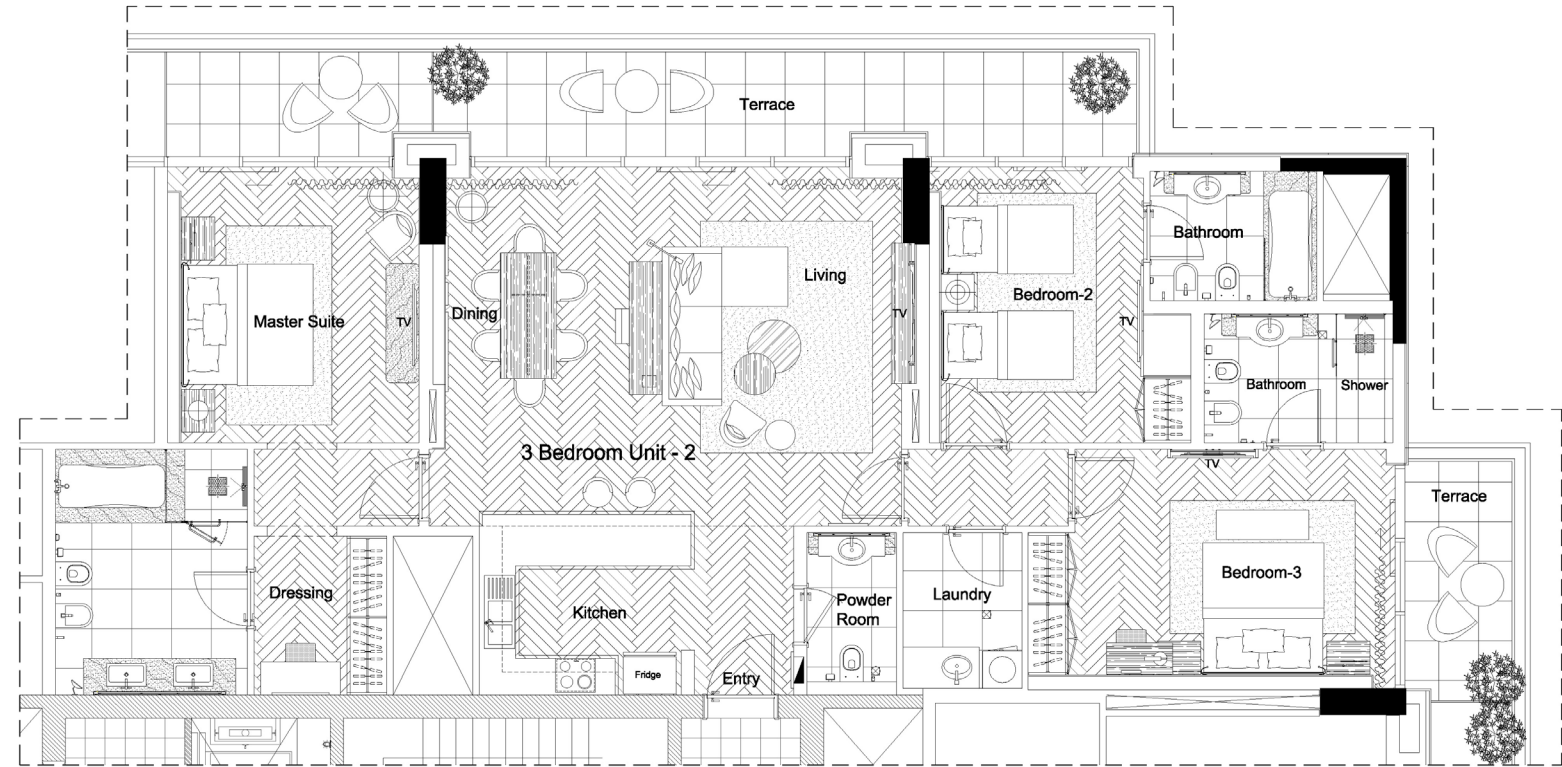 Terrace
Bathroom
Living
Bedroom-2
Master Suite
TV
Dining
TV
TV
Bathroom
Shower
3 Bedroom Unit - 2
TV
Terrace
Bedroom-3
Dressing
Kitchen
Powder
Room
Laundry
Fridge
Entry